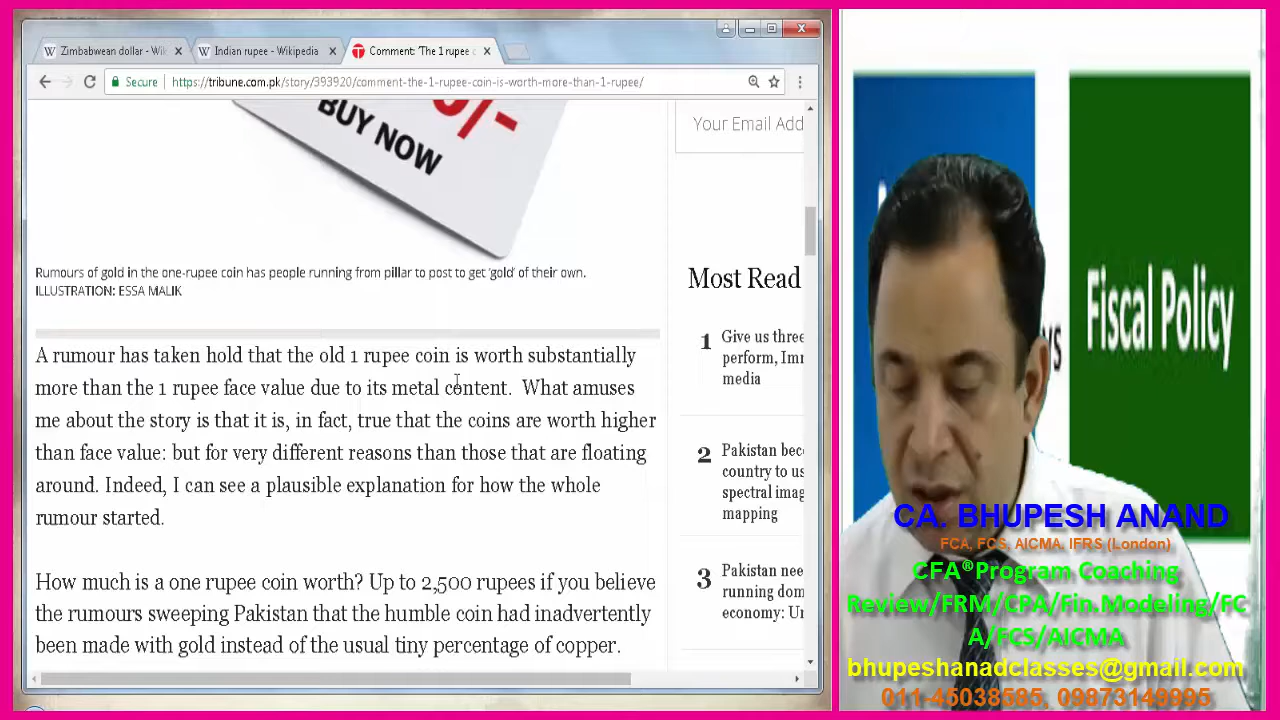 Zimbabwean dollar - Wi
Indian rupee - Wikipedia
Comment: 'The 1 rupee c
Secure
https://tribune.com.pk/story/393920/comment-the-1-rupee-coin-is-worth-more-than-1-rupee/
/-
BUY NOW
Your Email Add
Rumours of gold in the one-rupee coin has people running from pillar to post to get 'gold' of their own.
ILLUSTRATION: ESSA MALIK
A rumour has taken hold that the old 1 rupee coin is worth substantially
more than the 1 rupee face value due to its metal content. What amuses
me about the story is that it is, in fact, true that the coins are worth higher
than face value: but for very different reasons than those that are floating
around. Indeed, I can see a plausible explanation for how the whole
rumour started.
How much is a one rupee coin worth? Up to 2,500 rupees if you believe
the rumours sweeping Pakistan that the humble coin had inadvertently
been made with gold instead of the usual tiny percentage of copper.
Most Read
1 Give us three
perform, Imr
media
2 Pakistan bec
country to us
spectral imag
mapping
3 Pakistan nee
running dom
economy: Ur
Fiscal Policy
ys
CA. BHUPESH ANAND
FCA, FCS, AICMA, IFRS (London)
CFA®Program Coaching
Review/FRM/CPA/Fin.Modeling/FC
A/FCS/AICMA
bhupeshanadclasses@gmail.com
011-45038585, 09873149995